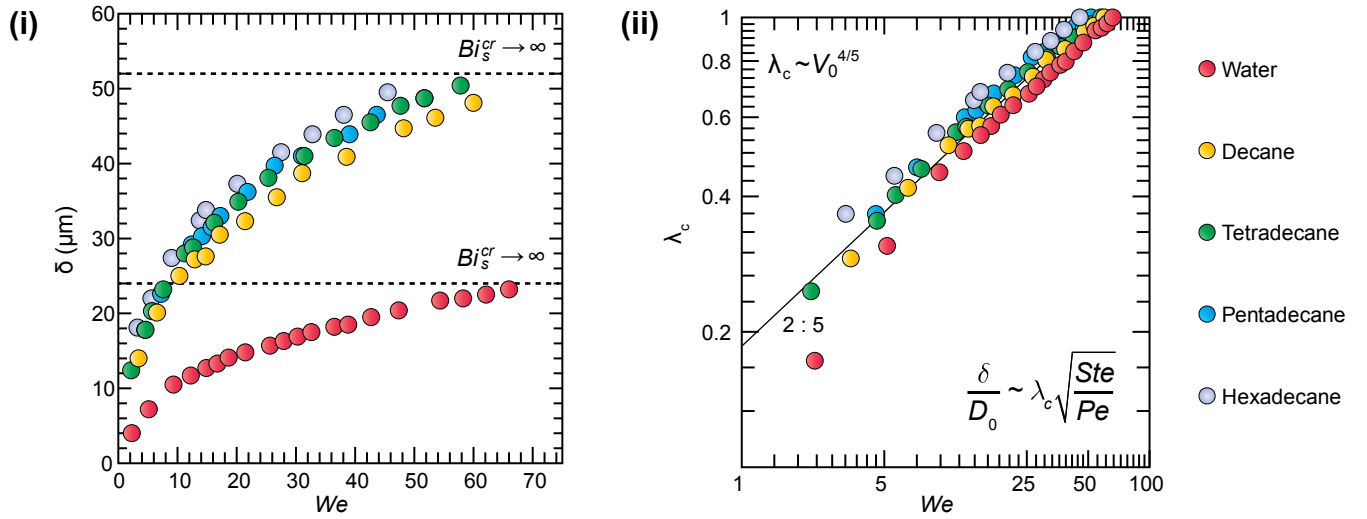 (i)
δ (μm)
60
50
40
30
20
10
0
Bi_s^cr → ∞
Bi_s^cr → ∞
0 10 20 30 40 50 60 70
We
(ii)
λ_c
1
0.8
0.6
0.4
0.2
λ_c ~ V_0^{4/5}
2 : 5
δ/D_0 ~ λ_c √(Ste/Pe)
1 5 25 50 100
We
Water
Decane
Tetradecane
Pentadecane
Hexadecane